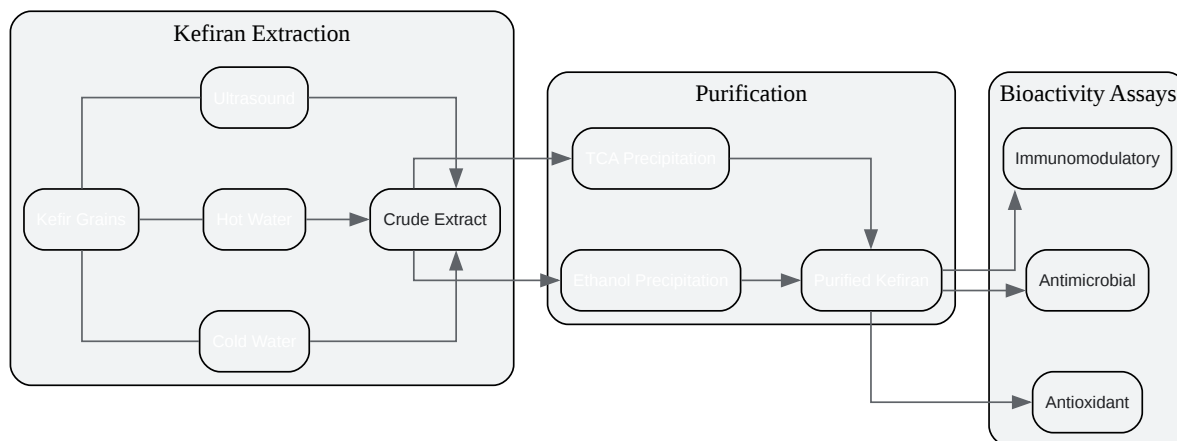 Kefiran Extraction
Ultrasound
Kefir Grains
Hot Water
Crude Extract
Cold Water
Purification
TCA Precipitation
Ethanol Precipitation
Purified Kefiran
Bioactivity Assays
Immunomodulatory
Antimicrobial
Antioxidant